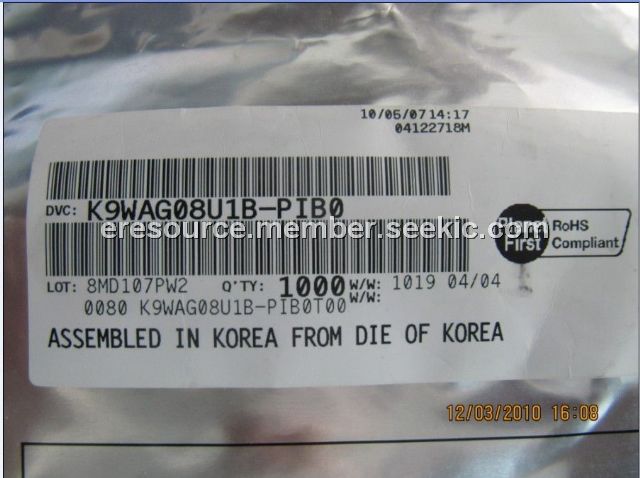 10/05/07 14:17
04122718M
DVC: K9WAG08U1B-PIB0
eresource.member.seekic.com
Planet First
RoHS Compliant
LOT: 8MD107PW2 Q'TY: 1000 W/W: 1019 04/04
W/W:
0080 K9WAG08U1B-PIB0T00
ASSEMBLED IN KOREA FROM DIE OF KOREA
12/03/2010 16:08